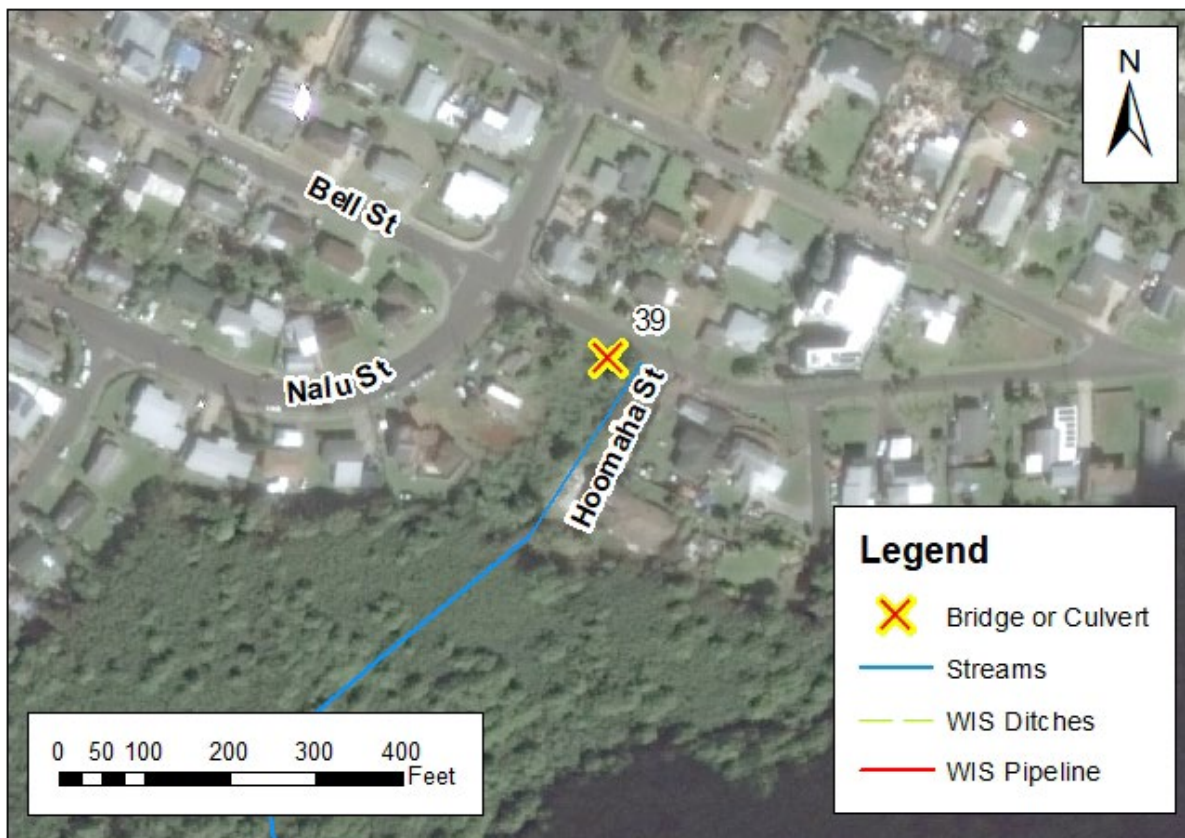 N
Bell St
39
Nalu St
Hoomaha St
Legend
Bridge or Culvert
Streams
WIS Ditches
WIS Pipeline
0 50 100 200 300 400
Feet